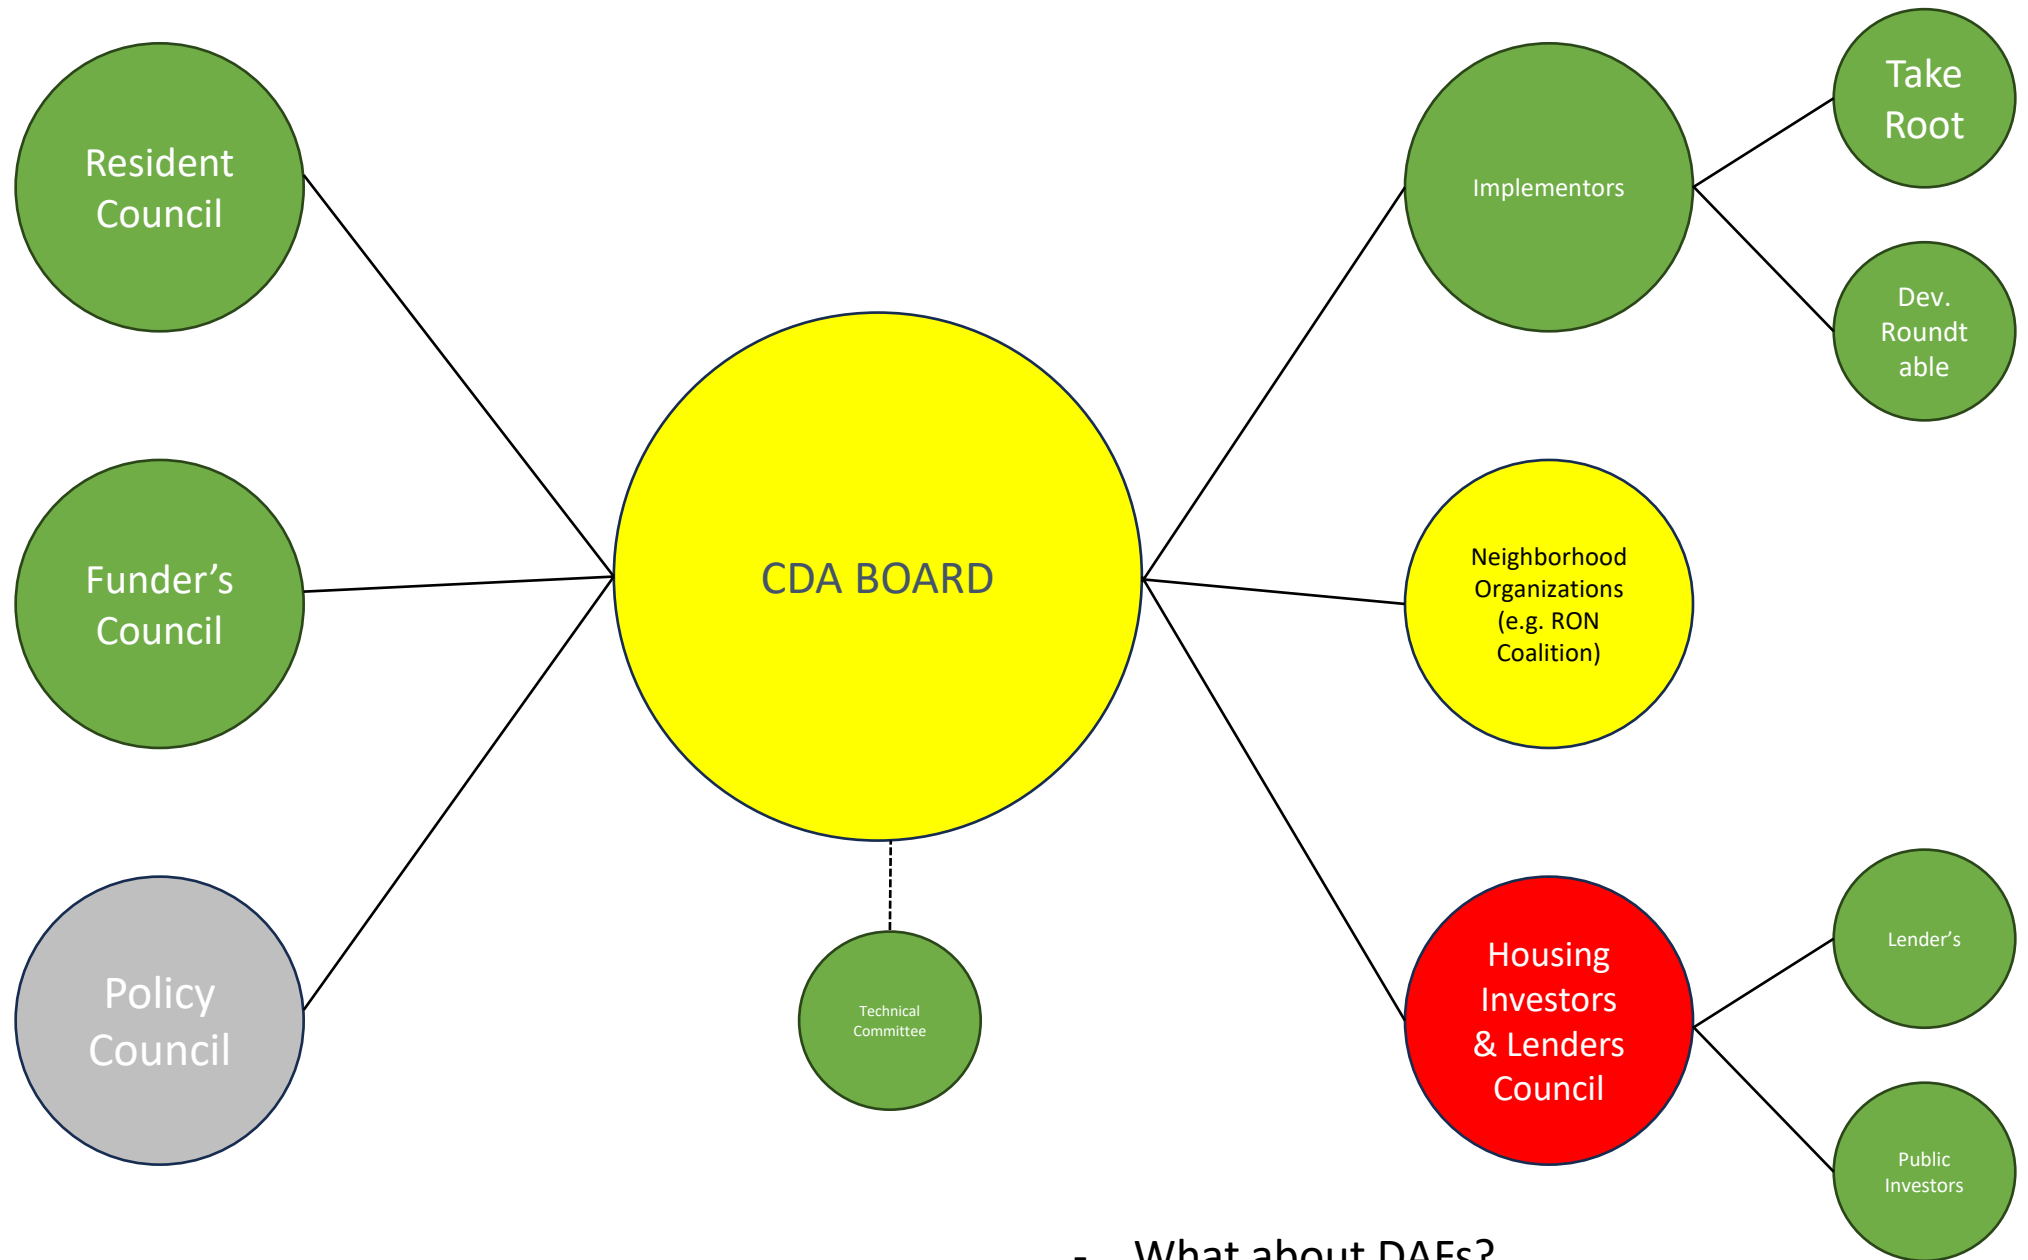 Resident
Council
Funder’s
Council
Policy
Council
CDA BOARD
Technical
Committee
Implementors
Take
Root
Dev.
Roundt
able
Neighborhood
Organizations
(e.g. RON
Coalition)
Housing
Investors
& Lenders
Council
Lender’s
Public
Investors
- What about DAFs?